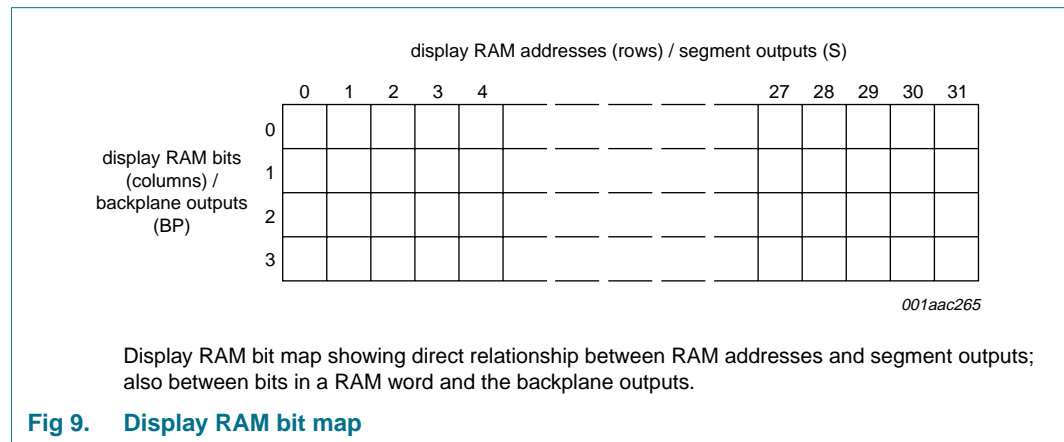 display RAM addresses (rows) / segment outputs (S)
0 1 2 3 4 27 28 29 30 31
0
display RAM bits
(columns) /
backplane outputs
(BP)
1
2
3
001aac265
Display RAM bit map showing direct relationship between RAM addresses and segment outputs;
also between bits in a RAM word and the backplane outputs.
Fig 9. Display RAM bit map